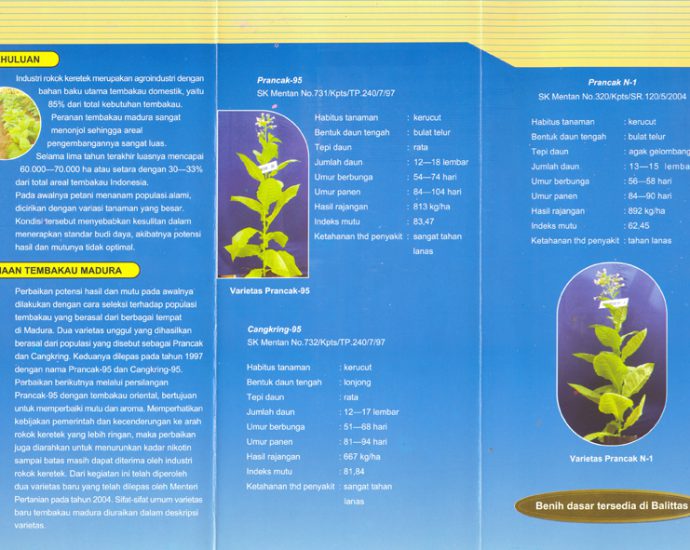 HULUAN
Industri rokok keretek merupakan agroindustri dengan
bahan baku utama tembakau domestik, yaitu
85% dari total kebutuhan tembakau.
Peranan tembakau madura sangat
menonjol sehingga areal
pengembangannya sangat luas.
Selama lima tahun terakhir luasnya mencapai
60.000—70.000 ha atau setara dengan 30—33%
dari total areal tembakau Indonesia.
Pada awalnya petani menanam populasi alami,
dicirikan dengan variasi tanaman yang besar.
Kondisi tersebut menyebabkan kesulitan dalam
menerapkan standar budi daya, akibatnya potensi
hasil dan mutunya tidak optimal.
HAAN TEMBAKAU MADURA
Perbaikan potensi hasil dan mutu pada awalnya
dilakukan dengan cara seleksi terhadap populasi
tembakau yang berasal dari berbagai tempat
di Madura. Dua varietas unggul yang dihasilkan
berasal dari populasi yang disebut sebagai Prancak
dan Cangkring. Keduanya dilepas pada tahun 1997
dengan nama Prancak-95 dan Cangkring-95.
Perbaikan berikutnya melalui persilangan
Prancak-95 dengan tembakau oriental, bertujuan
untuk memperbaiki mutu dan aroma. Memperhatikan
kebijakan pemerintah dan kecenderungan ke arah
rokok keretek yang lebih ringan, maka perbaikan
juga diarahkan untuk menurunkan kadar nikotin
sampai batas masih dapat diterima oleh industri
rokok keretek. Dari kegiatan ini telah diperoleh
dua varietas baru yang telah dilepas oleh Menteri
Pertanian pada tahun 2004. Sifat-sifat umum varietas
baru tembakau madura diuraikan dalam deskripsi
varietas.
Prancak-95
SK Mentan No.731/Kpts/TP.240/7/97
Habitus tanaman : kerucut
Bentuk daun tengah : bulat telur
Tepi daun : rata
Jumlah daun : 12—18 lembar
Umur berbunga : 54—74 hari
Umur panen : 84—104 hari
Hasil rajangan : 813 kg/ha
Indeks mutu : 83,47
Ketahanan thd penyakit : sangat tahan
lanas
Varietas Prancak-95
Cangkring-95
SK Mentan No.732/Kpts/TP.240/7/97
Habitus tanaman : kerucut
Bentuk daun tengah : lonjong
Tepi daun : rata
Jumlah daun : 12—17 lembar
Umur berbunga : 51—68 hari
Umur panen : 81—94 hari
Hasil rajangan : 667 kg/ha
Indeks mutu : 81,84
Ketahanan thd penyakit : sangat tahan
lanas
Prancak N-1
SK Mentan No.320/Kpts/SR.120/5/2004
Habitus tanaman : kerucut
Bentuk daun tengah : bulat telur
Tepi daun : agak gelombang
Jumlah daun : 13—15 lembar
Umur berbunga : 56—58 hari
Umur panen : 84—90 hari
Hasil rajangan : 892 kg/ha
Indeks mutu : 62,45
Ketahanan thd penyakit : tahan lanas
Varietas Prancak N-1
Benih dasar tersedia di Balittas